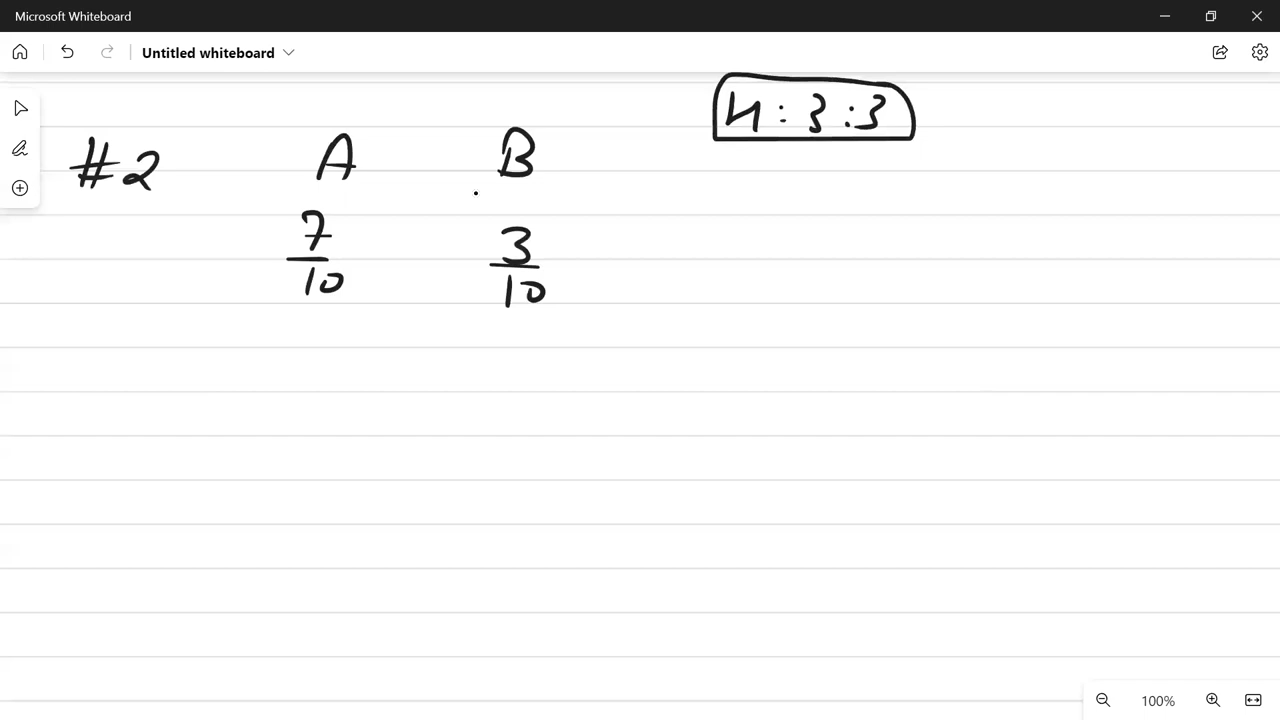 Microsoft Whiteboard
Untitled whiteboard
4 : 3 : 3
#2 A B
7/10 3/10
100%